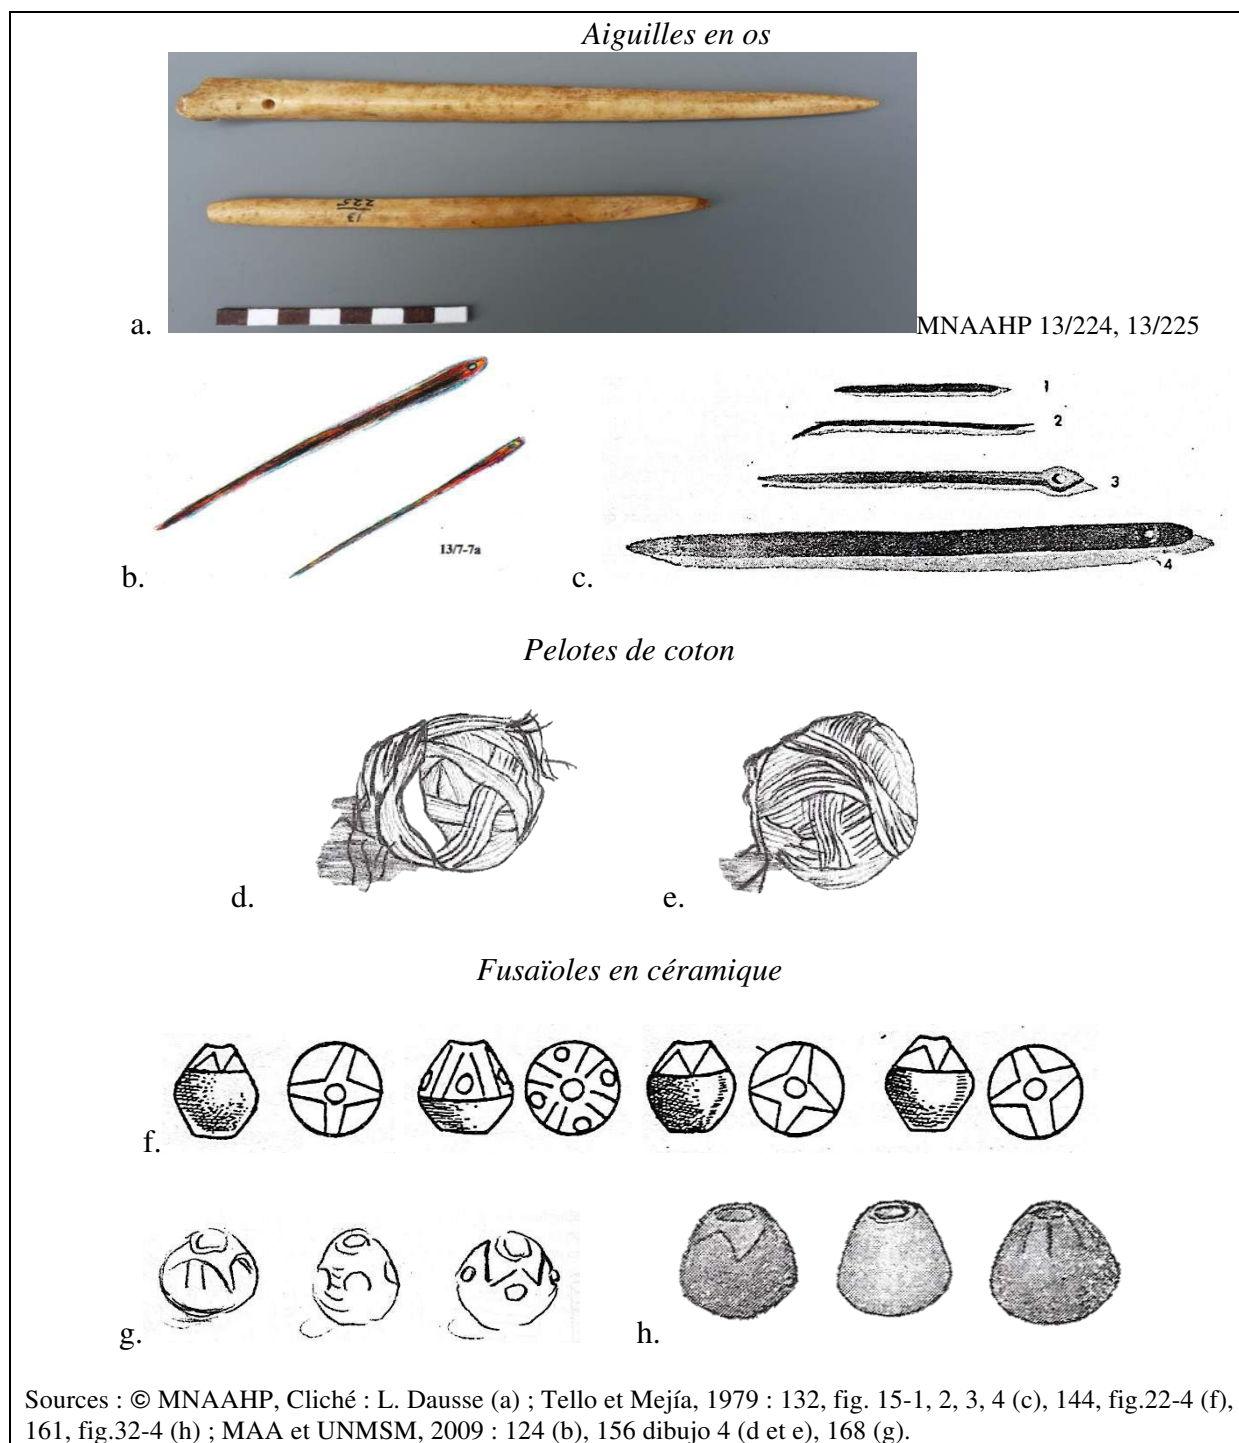 Aiguilles en os
13
225
a.
MNAAHP 13/224, 13/225
b.
13/7-7a
c.
1
2
3
4
Pelotes de coton
d.
e.
Fusaïoles en céramique
f.
g.
h.
Sources : © MNAAHP, Cliché : L. Dausse (a) ; Tello et Mejía, 1979 : 132, fig. 15-1, 2, 3, 4 (c), 144, fig.22-4 (f),
161, fig.32-4 (h) ; MAA et UNMSM, 2009 : 124 (b), 156 dibujo 4 (d et e), 168 (g).